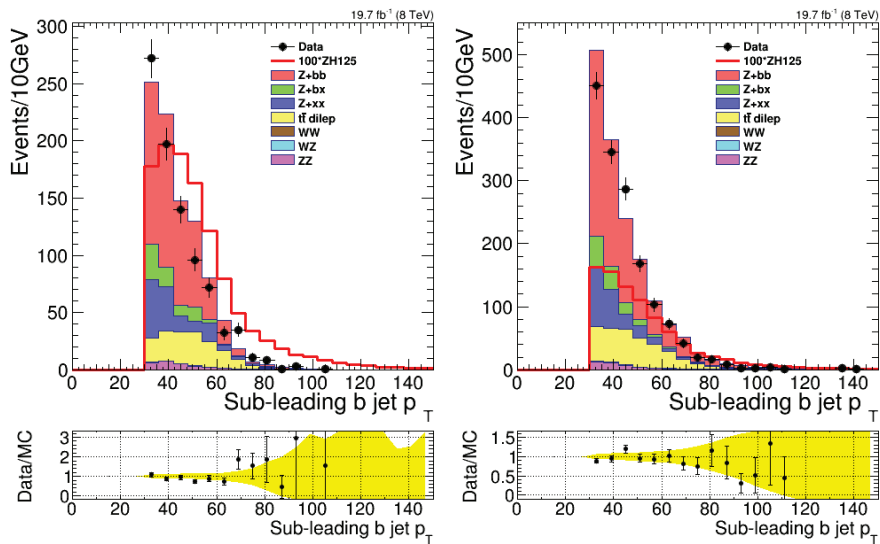 19.7 fb⁻¹ (8 TeV)
Events/10GeV
300
250
200
150
100
50
0
Data
100*ZH125
Z+bb
Z+bx
Z+xx
tt̄ dilep
WW
WZ
ZZ
0 20 40 60 80 100 120 140
Sub-leading b jet p_T
Data/MC
3
2
1
0
0 20 40 60 80 100 120 140
Sub-leading b jet p_T
19.7 fb⁻¹ (8 TeV)
Events/10GeV
500
400
300
200
100
0
Data
100*ZH125
Z+bb
Z+bx
Z+xx
tt̄ dilep
WW
WZ
ZZ
0 20 40 60 80 100 120 140
Sub-leading b jet p_T
Data/MC
1.5
1
0.5
0
0 20 40 60 80 100 120 140
Sub-leading b jet p_T